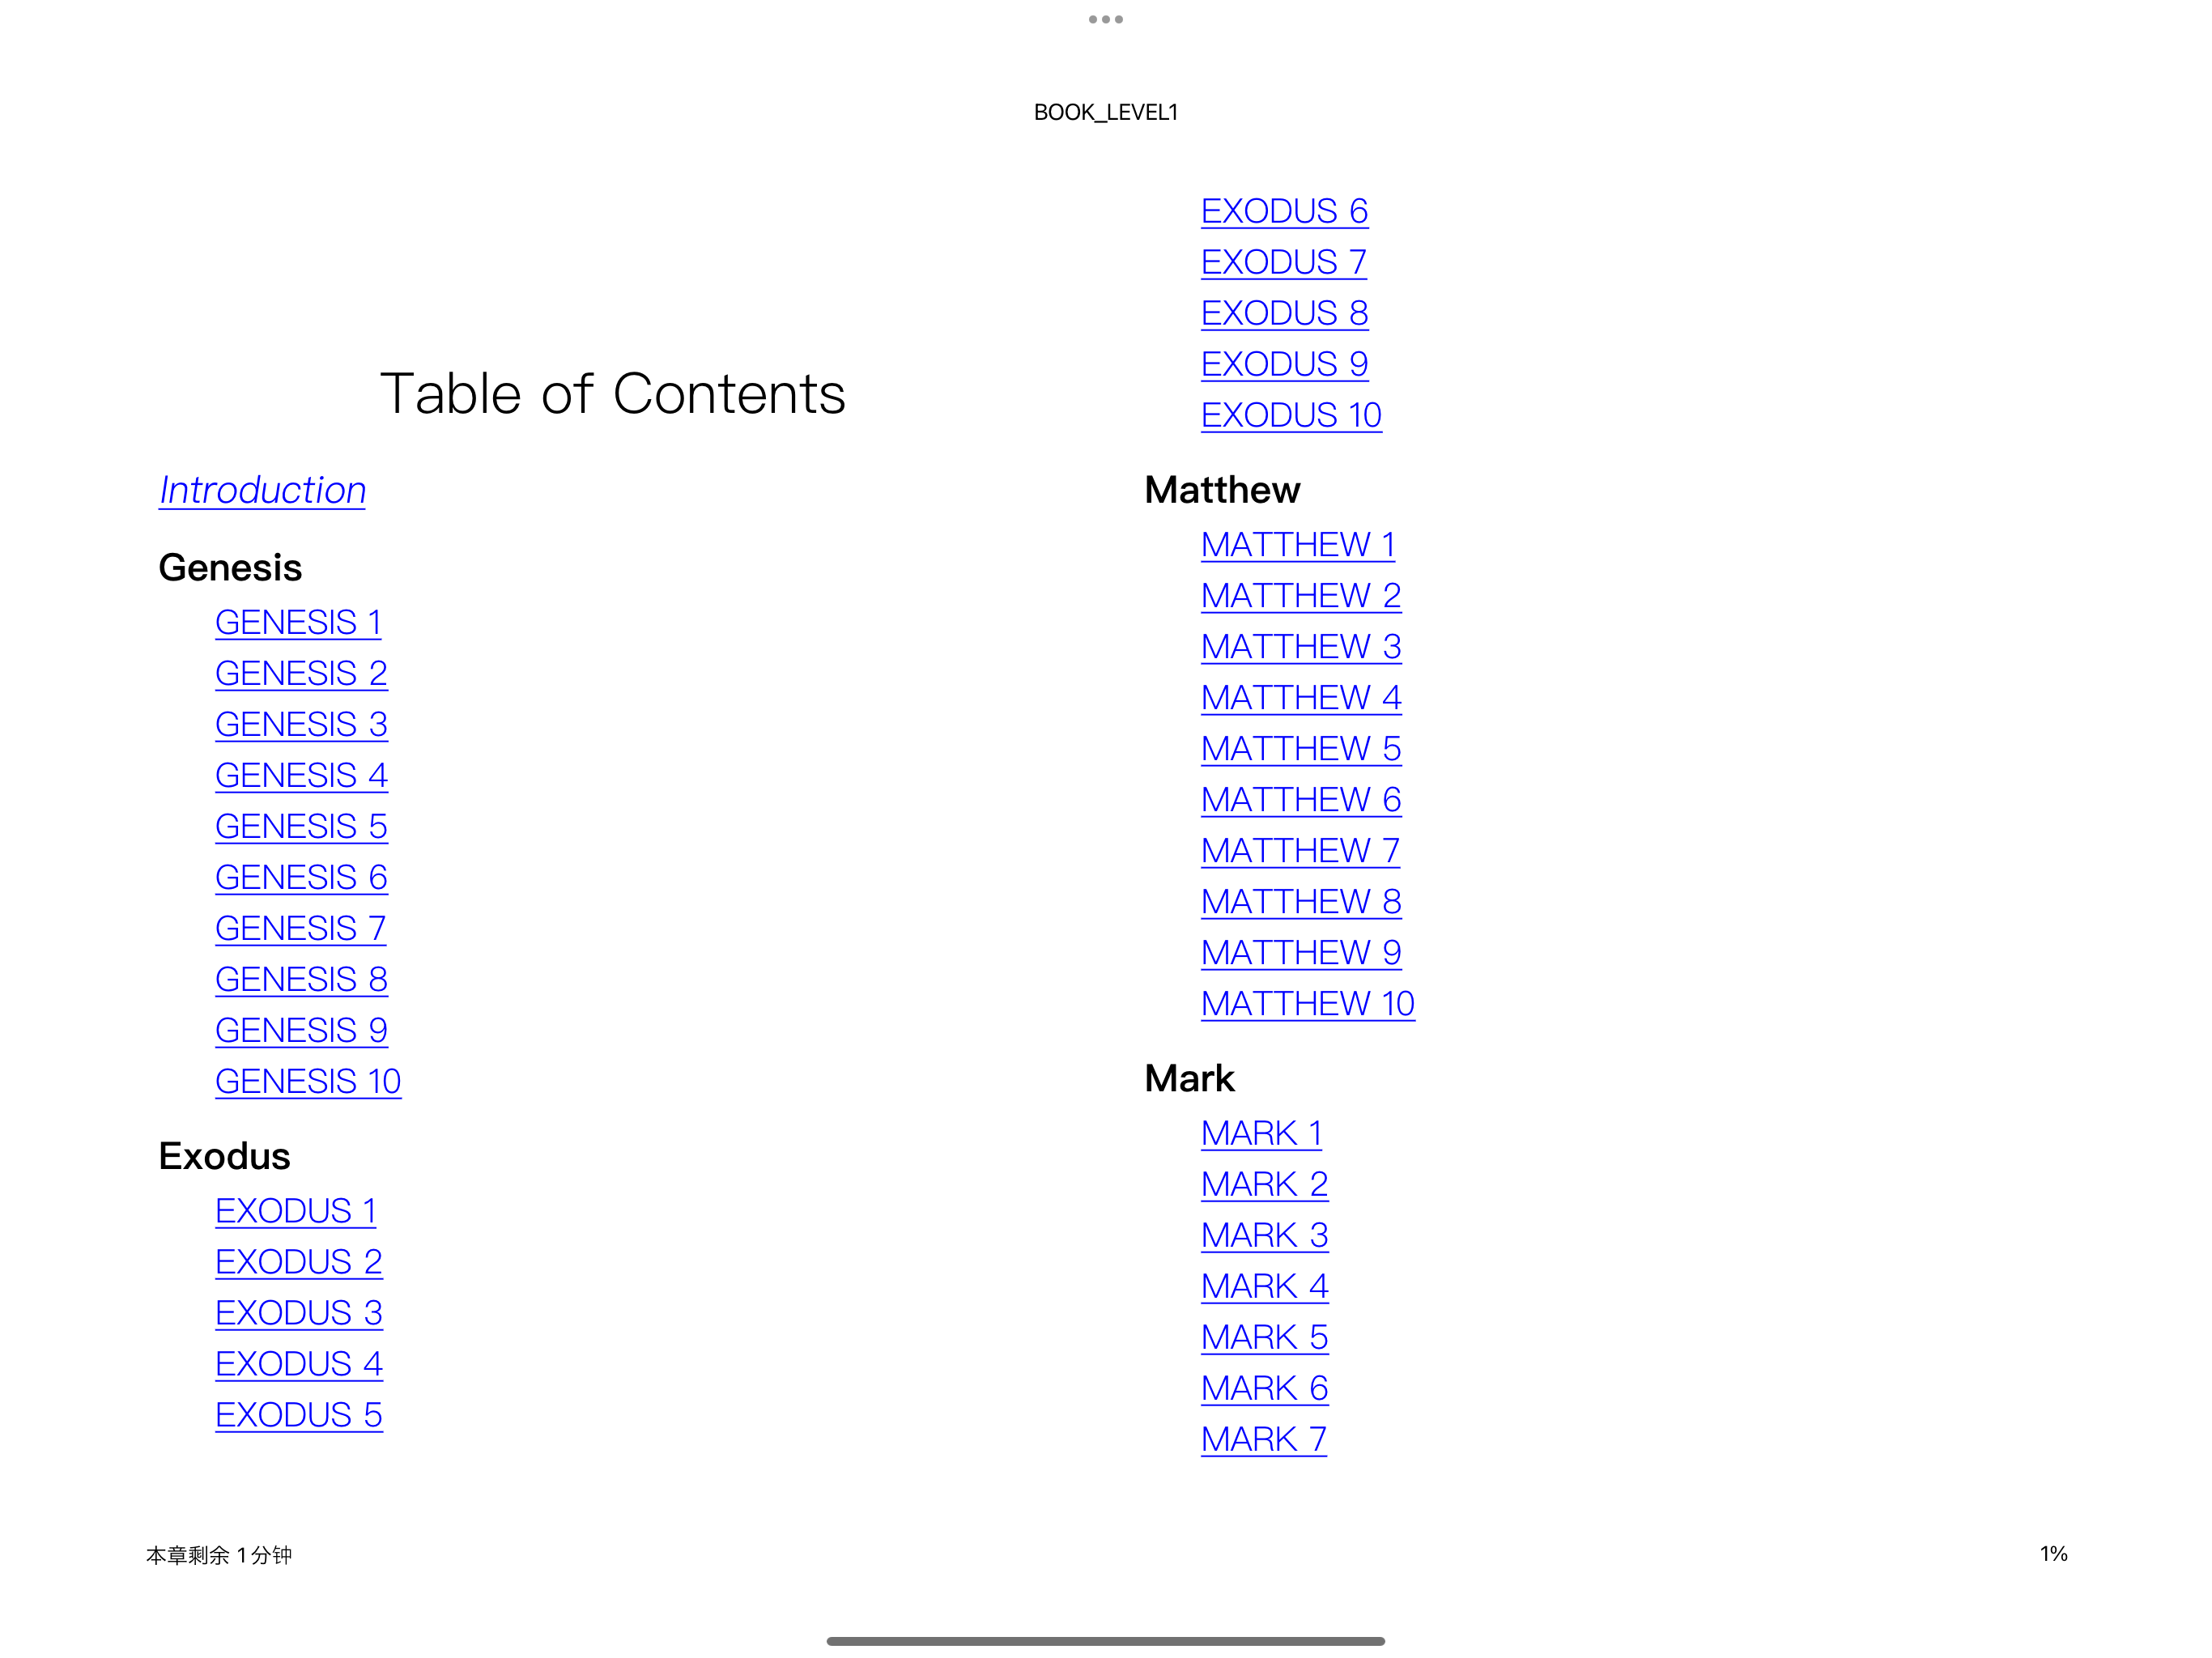 BOOK_LEVEL1
Table of Contents
Introduction
Genesis
GENESIS 1
GENESIS 2
GENESIS 3
GENESIS 4
GENESIS 5
GENESIS 6
GENESIS 7
GENESIS 8
GENESIS 9
GENESIS 10
Exodus
EXODUS 1
EXODUS 2
EXODUS 3
EXODUS 4
EXODUS 5
EXODUS 6
EXODUS 7
EXODUS 8
EXODUS 9
EXODUS 10
Matthew
MATTHEW 1
MATTHEW 2
MATTHEW 3
MATTHEW 4
MATTHEW 5
MATTHEW 6
MATTHEW 7
MATTHEW 8
MATTHEW 9
MATTHEW 10
Mark
MARK 1
MARK 2
MARK 3
MARK 4
MARK 5
MARK 6
MARK 7
本章剩余 1 分钟
1%